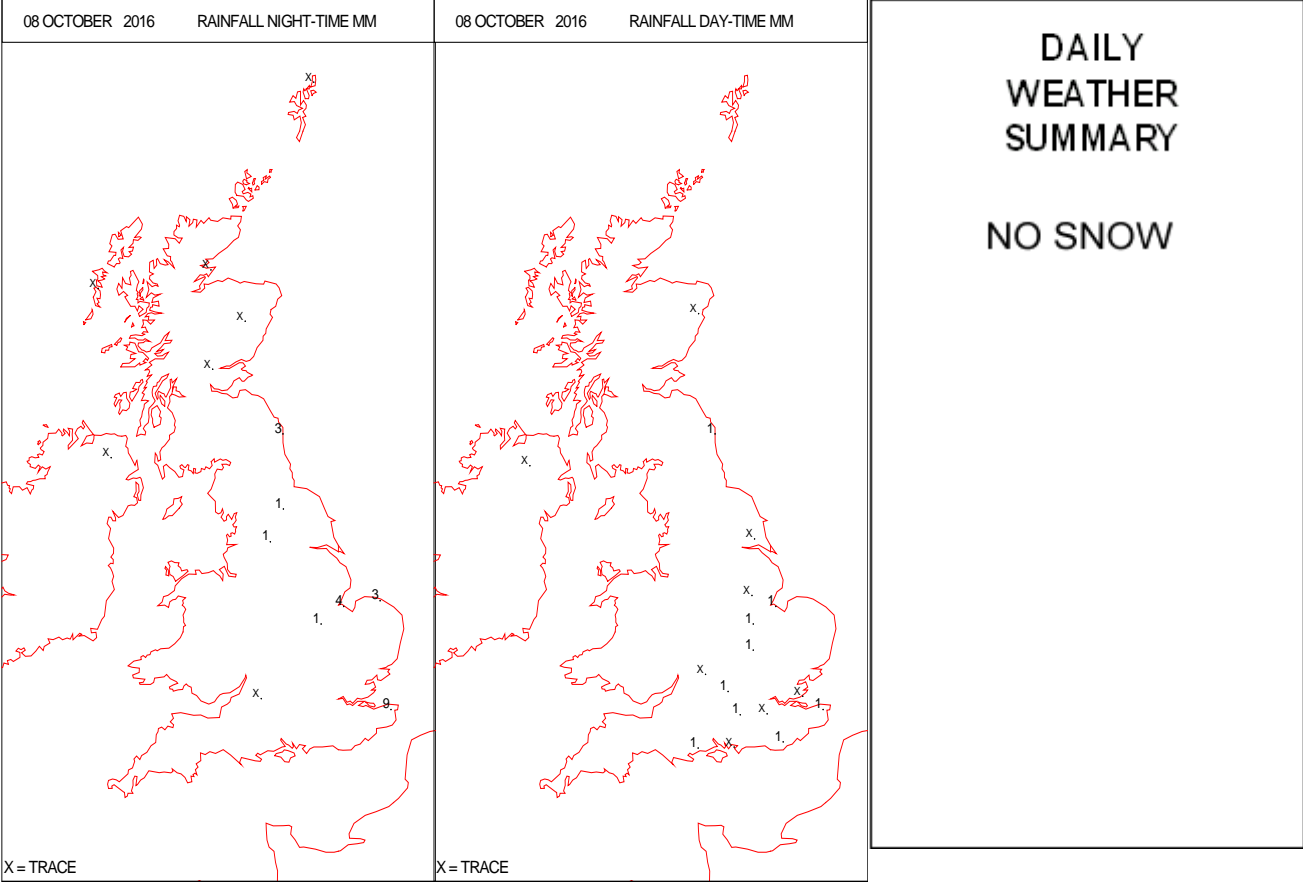 08 OCTOBER 2016 RAINFALL NIGHT-TIME MM
X
X
X
X.
X.
3.
X.
1.
1.
3.
4.
1.
X.
9.
X = TRACE
08 OCTOBER 2016 RAINFALL DAY-TIME MM
X.
1.
X.
X.
X.
1.
1.
1.
X.
1.
X.
1.
1.
X.
1.
1.
X.
X = TRACE
DAILY
WEATHER
SUMMARY
NO SNOW